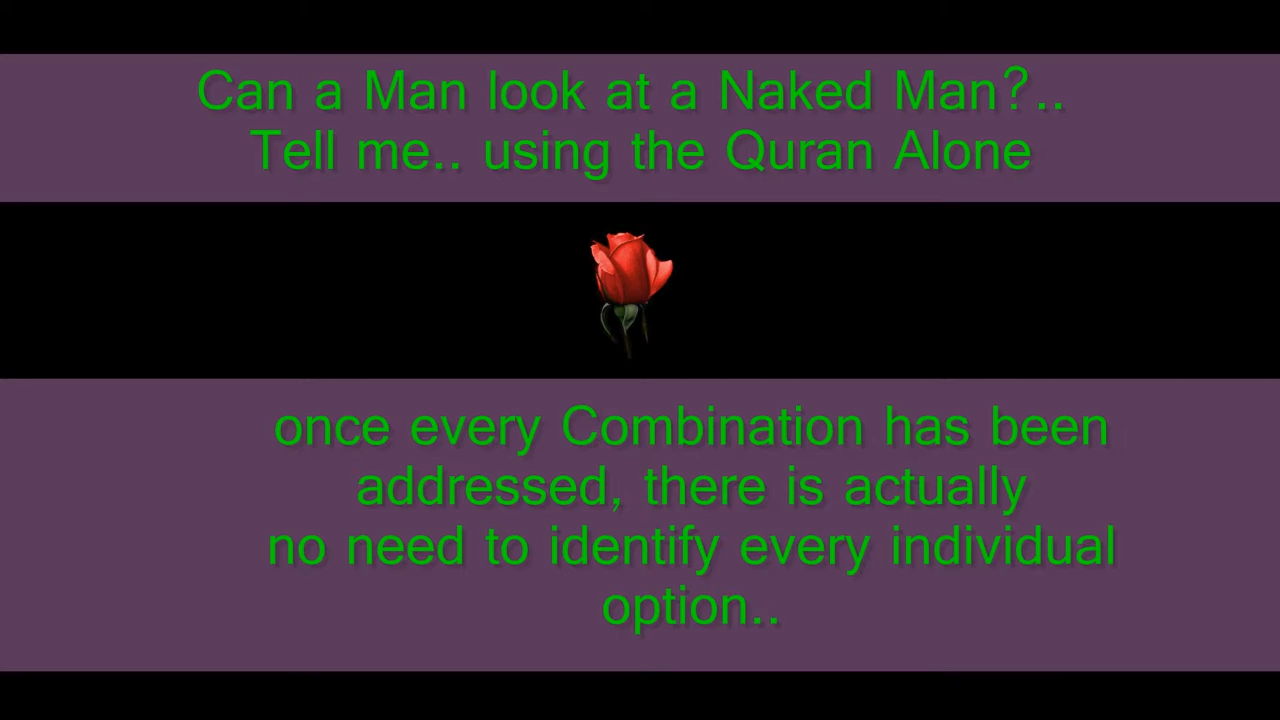 Can a Man look at a Naked Man?..
Tell me.. using the Quran Alone
once every Combination has been
addressed, there is actually
no need to identify every individual
option..